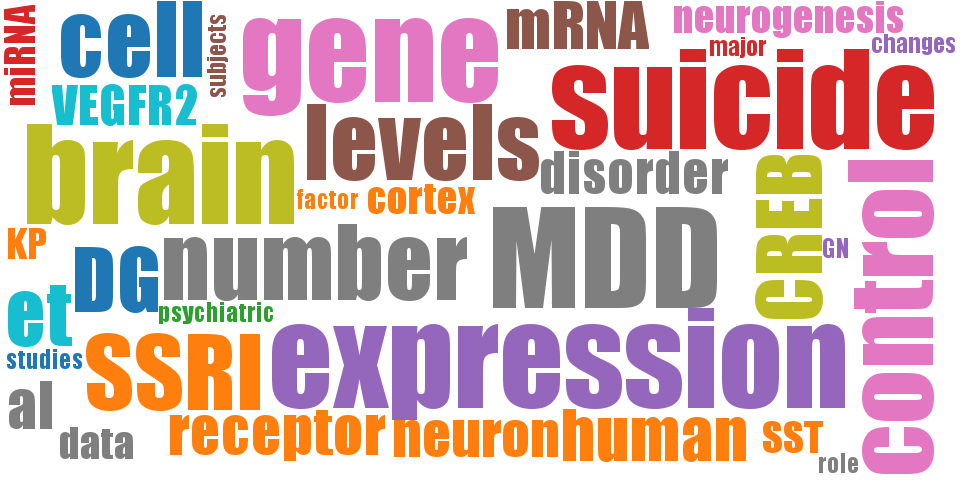 miRNA
cell
subjects
gene
mRNA
neurogenesis
major
changes
VEGFR2
suicide
levels
brain
disorder
factor
cortex
CREB
control
KP
DG
number
MDD
GN
et
psychiatric
studies
SSRI
expression
al
data
receptor
neuron
human
SST
role